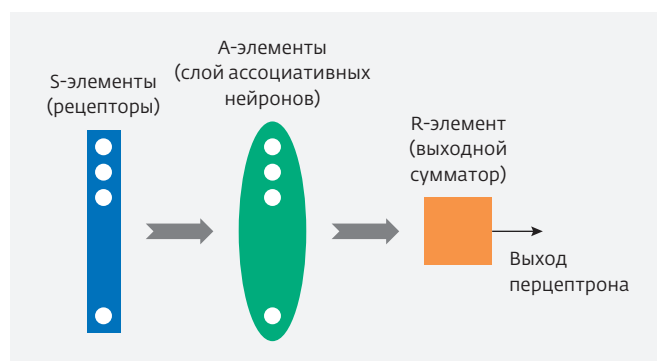 S-элементы
(рецепторы)
A-элементы
(слой ассоциативных
нейронов)
R-элемент
(выходной
сумматор)
Выход
перцептрона